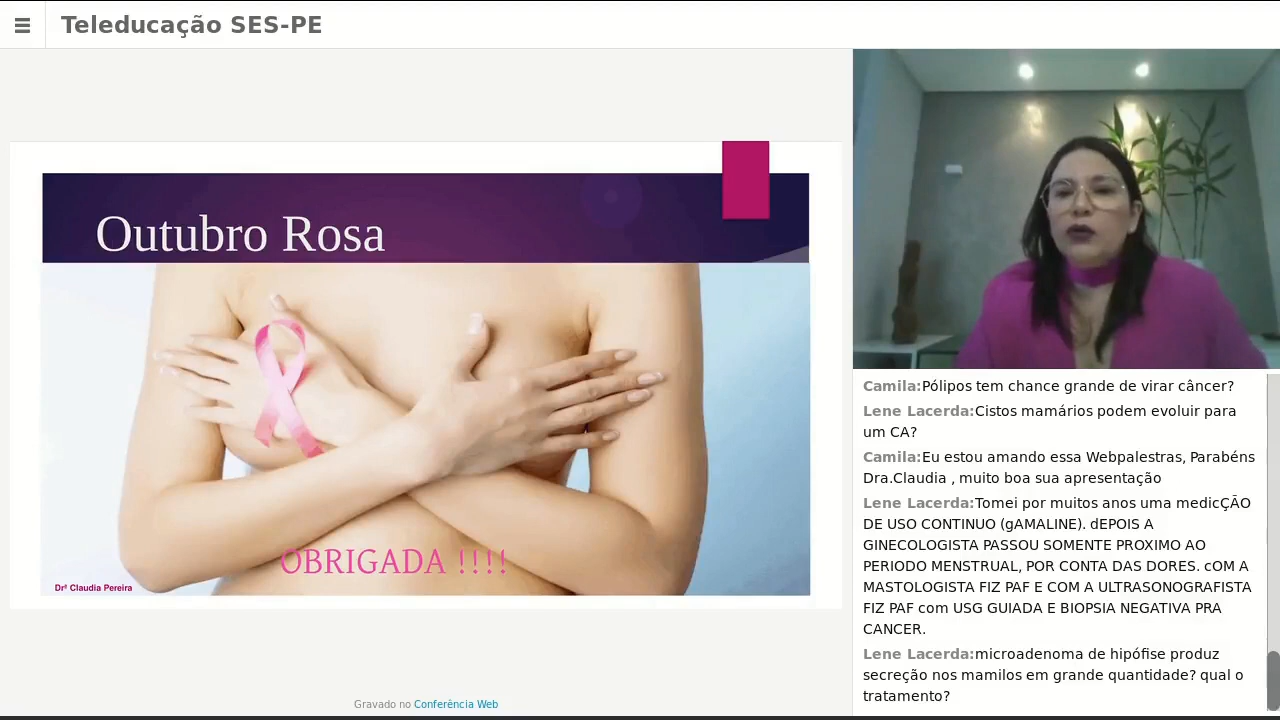 Teleducação SES-PE
Outubro Rosa
OBRIGADA !!!!
Drª Claudia Pereira
Gravado no Conferência Web
Camila:Pólipos tem chance grande de virar câncer?
Lene Lacerda:Cistos mamários podem evoluir para
um CA?
Camila:Eu estou amando essa Webpalestras, Parabéns
Dra.Claudia , muito boa sua apresentação
Lene Lacerda:Tomei por muitos anos uma medicÇÃO
DE USO CONTINUO (gAMALINE). dEPOIS A
GINECOLOGISTA PASSOU SOMENTE PROXIMO AO
PERIODO MENSTRUAL, POR CONTA DAS DORES. cOM A
MASTOLOGISTA FIZ PAF E COM A ULTRASONOGRAFISTA
FIZ PAF com USG GUIADA E BIOPSIA NEGATIVA PRA
CANCER.
Lene Lacerda:microadenoma de hipófise produz
secreção nos mamilos em grande quantidade? qual o
tratamento?